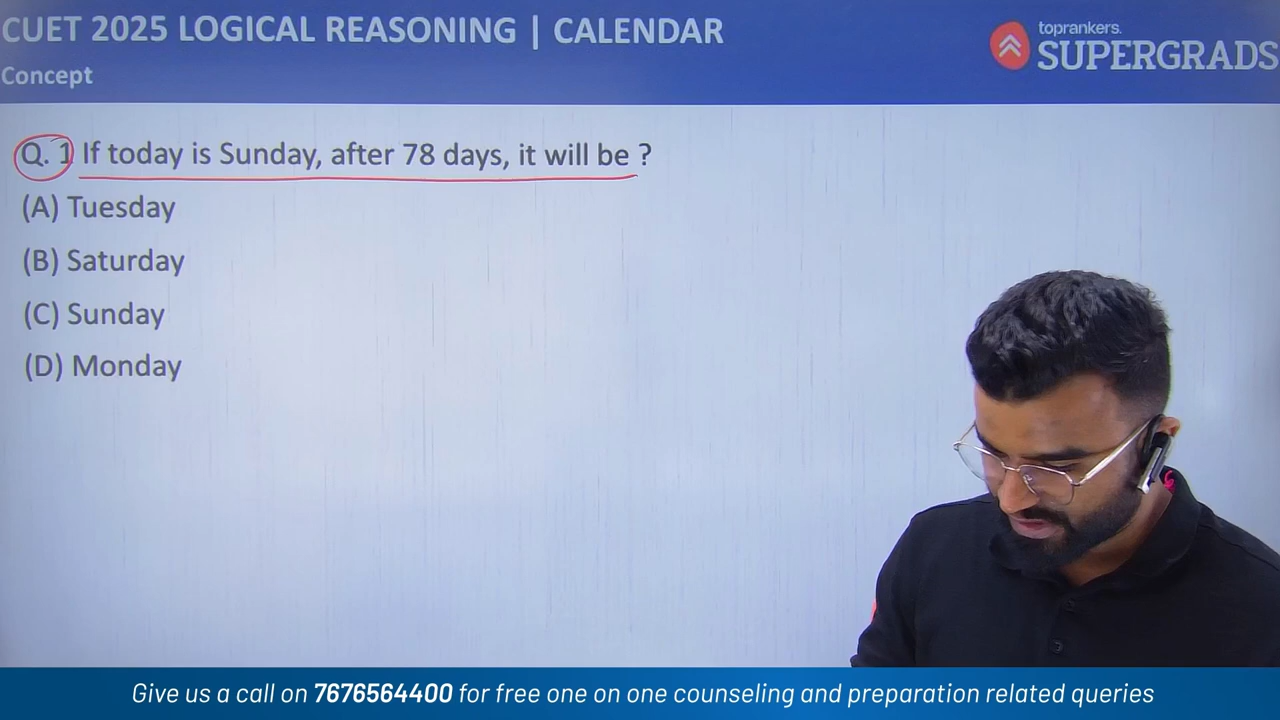 CUET 2025 LOGICAL REASONING | CALENDAR
Concept
toprankers.
SUPERGRADS
Q. 1 If today is Sunday, after 78 days, it will be ?
(A) Tuesday
(B) Saturday
(C) Sunday
(D) Monday
Give us a call on 7676564400 for free one on one counseling and preparation related queries